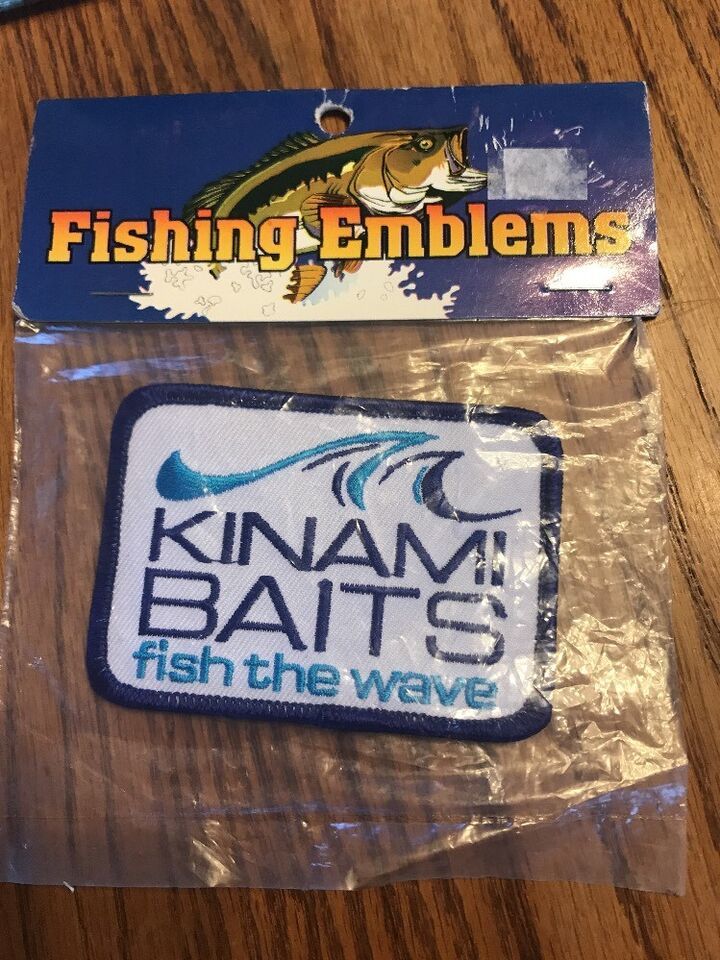 Fishing Emblems
KINAMI
BAITS
fish the wave